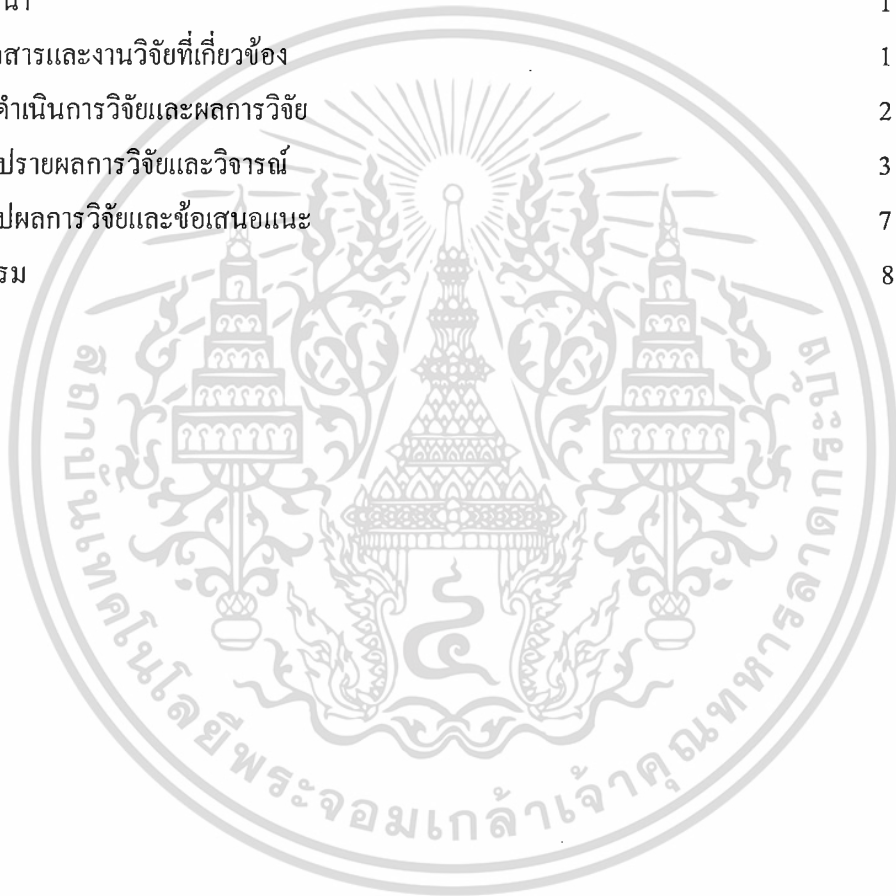 นำ 1
สารและงานวิจัยที่เกี่ยวข้อง 1
ดำเนินการวิจัยและผลการวิจัย 2
ปรายผลการวิจัยและวิจารณ์ 3
ปผลการวิจัยและข้อเสนอแนะ 7
รม 8
สถาบันเทคโนโลยีพระจอมเกล้าเจ้าคุณทหารลาดกระบัง
๔